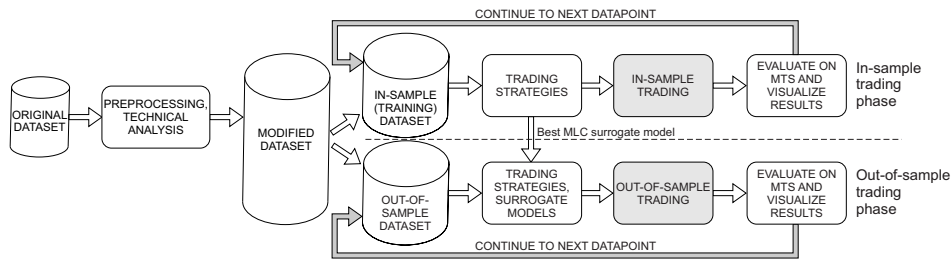 CONTINUE TO NEXT DATAPOINT
ORIGINAL
DATASET
PREPROCESSING,
TECHNICAL
ANALYSIS
MODIFIED
DATASET
IN-SAMPLE
(TRAINING)
DATASET
TRADING
STRATEGIES
IN-SAMPLE
TRADING
EVALUATE ON
MTS AND
VISUALIZE
RESULTS
In-sample
trading
phase
Best MLC surrogate model
OUT-OF-
SAMPLE
DATASET
TRADING
STRATEGIES,
SURROGATE
MODELS
OUT-OF-SAMPLE
TRADING
EVALUATE ON
MTS AND
VISUALIZE
RESULTS
Out-of-sample
trading
phase
CONTINUE TO NEXT DATAPOINT